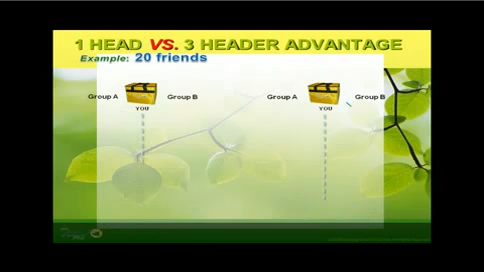 1 HEAD VS. 3 HEADER ADVANTAGE
Example: 20 friends
Group A Group B Group A Group B
YOU YOU